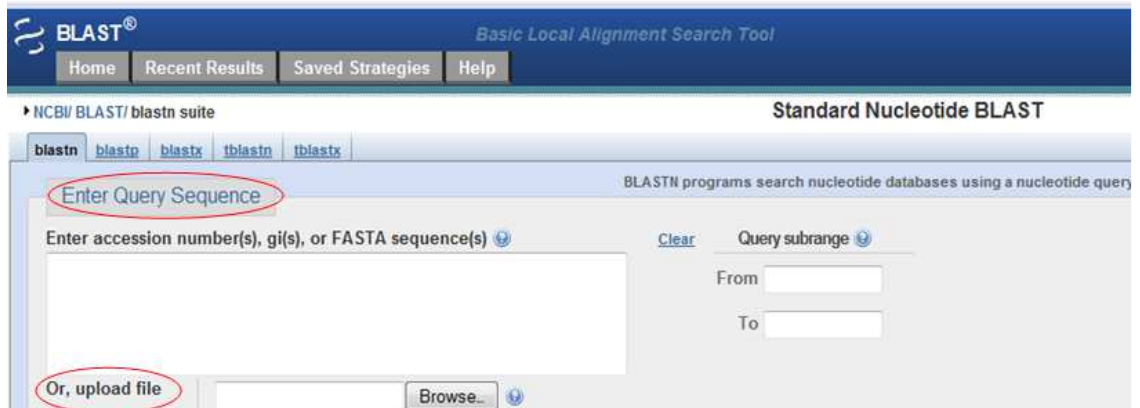 BLAST® Basic Local Alignment Search Tool
Home Recent Results Saved Strategies Help
NCBI/ BLAST/ blastn suite Standard Nucleotide BLAST
blastn blastp blastx tblastn tblastx
Enter Query Sequence BLASTN programs search nucleotide databases using a nucleotide query
Enter accession number(s), gi(s), or FASTA sequence(s) Clear Query subrange
From
To
Or, upload file Browse...